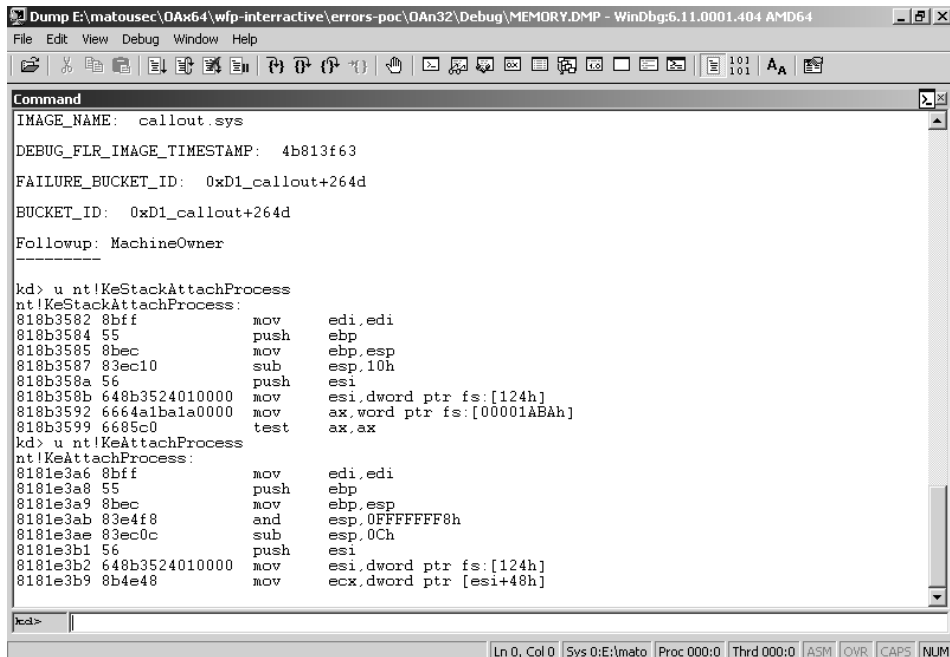 Dump E:\matousec\OAx64\wfp-interractive\errors-poc\OAn32\Debug\MEMORY.DMP - WinDbg:6.11.0001.404 AMD64
File Edit View Debug Window Help
Command
IMAGE_NAME:  callout.sys
DEBUG_FLR_IMAGE_TIMESTAMP:  4b813f63
FAILURE_BUCKET_ID:  0xD1_callout+264d
BUCKET_ID:  0xD1_callout+264d
Followup: MachineOwner
---------
kd> u nt!KeStackAttachProcess
nt!KeStackAttachProcess:
818b3582 8bff            mov     edi,edi
818b3584 55              push    ebp
818b3585 8bec            mov     ebp,esp
818b3587 83ec10          sub     esp,10h
818b358a 56              push    esi
818b358b 648b3524010000  mov     esi,dword ptr fs:[124h]
818b3592 6664a1ba1a0000  mov     ax,word ptr fs:[00001ABAh]
818b3599 6685c0          test    ax,ax
kd> u nt!KeAttachProcess
nt!KeAttachProcess:
8181e3a6 8bff            mov     edi,edi
8181e3a8 55              push    ebp
8181e3a9 8bec            mov     ebp,esp
8181e3ab 83e4f8          and     esp,0FFFFFFF8h
8181e3ae 83ec0c          sub     esp,0Ch
8181e3b1 56              push    esi
8181e3b2 648b3524010000  mov     esi,dword ptr fs:[124h]
8181e3b9 8b4e48          mov     ecx,dword ptr [esi+48h]
kd>
Ln 0, Col 0 Sys 0:E:\mato Proc 000:0 Thrd 000:0 ASM OVR CAPS NUM